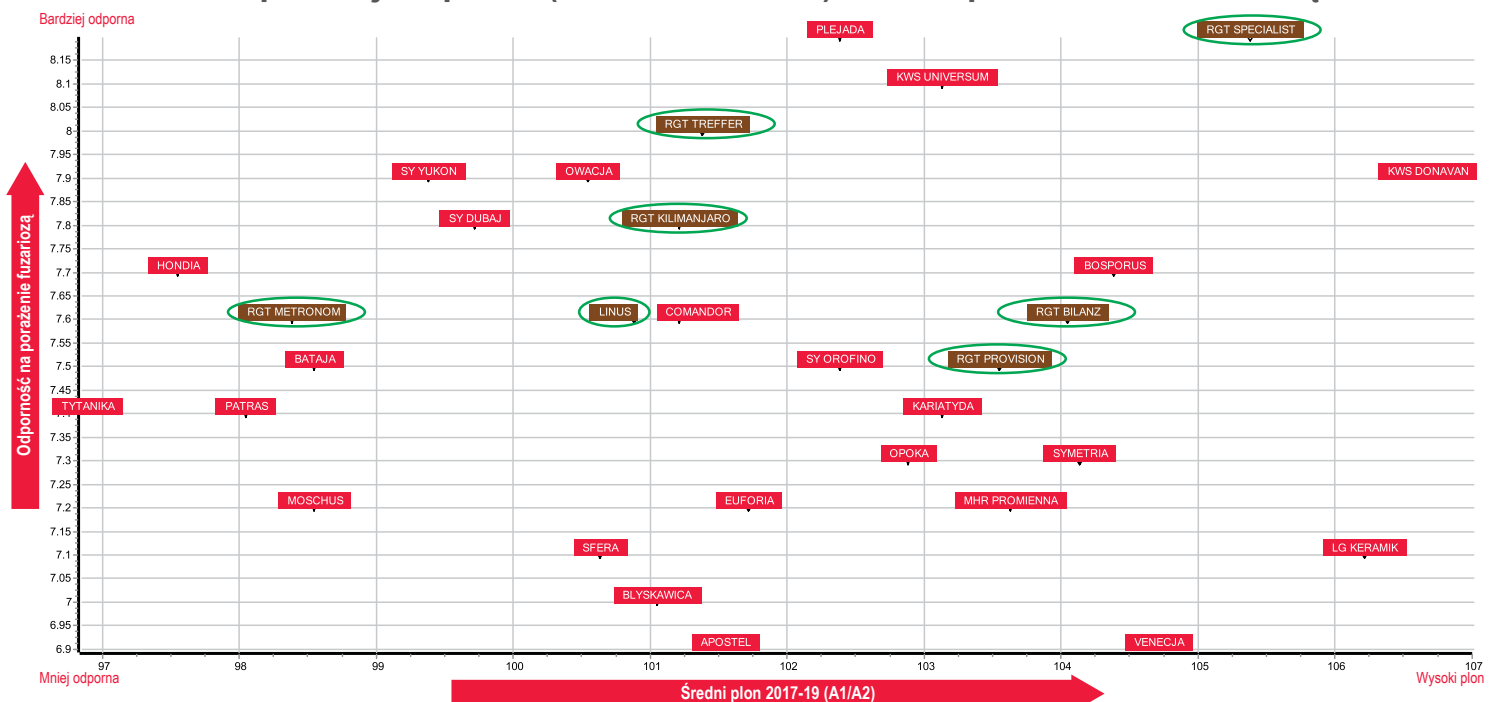 Bardziej odporna
PLEJADA
RGT SPECIALIST
8.15
KWS UNIVERSUM
8.1
8.05
RGT TREFFER
8
7.95
SY YUKON
OWACJA
KWS DONAVAN
7.9
7.85
SY DUBAJ
RGT KILIMANJARO
7.8
7.75
HONDIA
BOSPORUS
7.7
7.65
RGT METRONOM
LINUS
COMANDOR
RGT BILANZ
7.6
7.55
BATAJA
SY OROFINO
RGT PROVISION
7.5
7.45
TYTANIKA
PATRAS
KARIATYDA
7.35
OPOKA
SYMETRIA
7.3
7.25
MOSCHUS
EUFORIA
MHR PROMIENNA
7.2
7.15
SFERA
LG KERAMIK
7.1
7.05
BLYSKAWICA
7
6.95
APOSTEL
VENECJA
6.9
Odporność na porażenie fuzariozą
97 98 99 100 101 102 103 104 105 106 107
Mniej odporna
Wysoki plon
Średni plon 2017-19 (A1/A2)